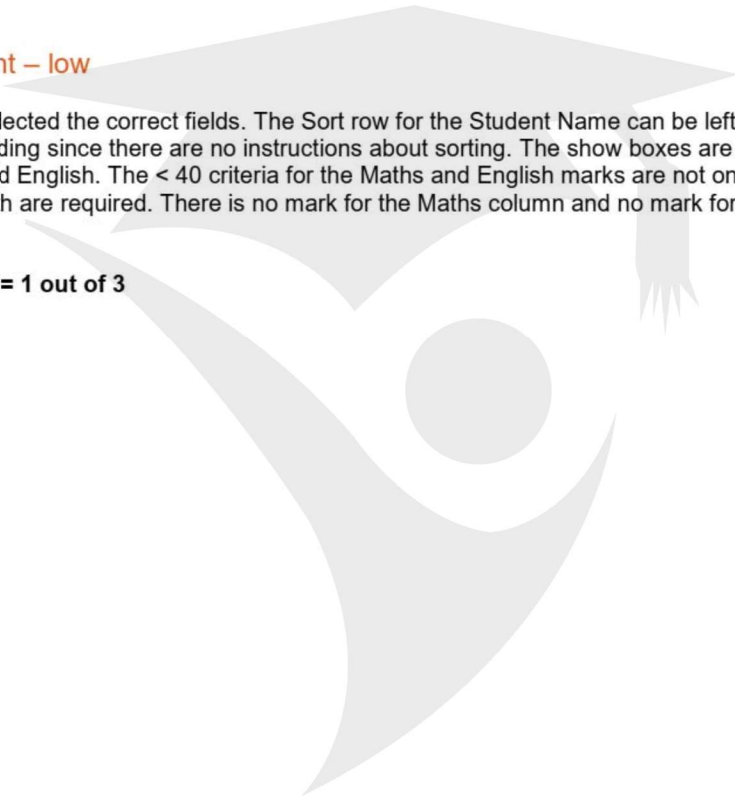 nt – low
lected the correct fields. The Sort row for the Student Name can be left
ding since there are no instructions about sorting. The show boxes are
d English. The < 40 criteria for the Maths and English marks are not on
h are required. There is no mark for the Maths column and no mark for
= 1 out of 3